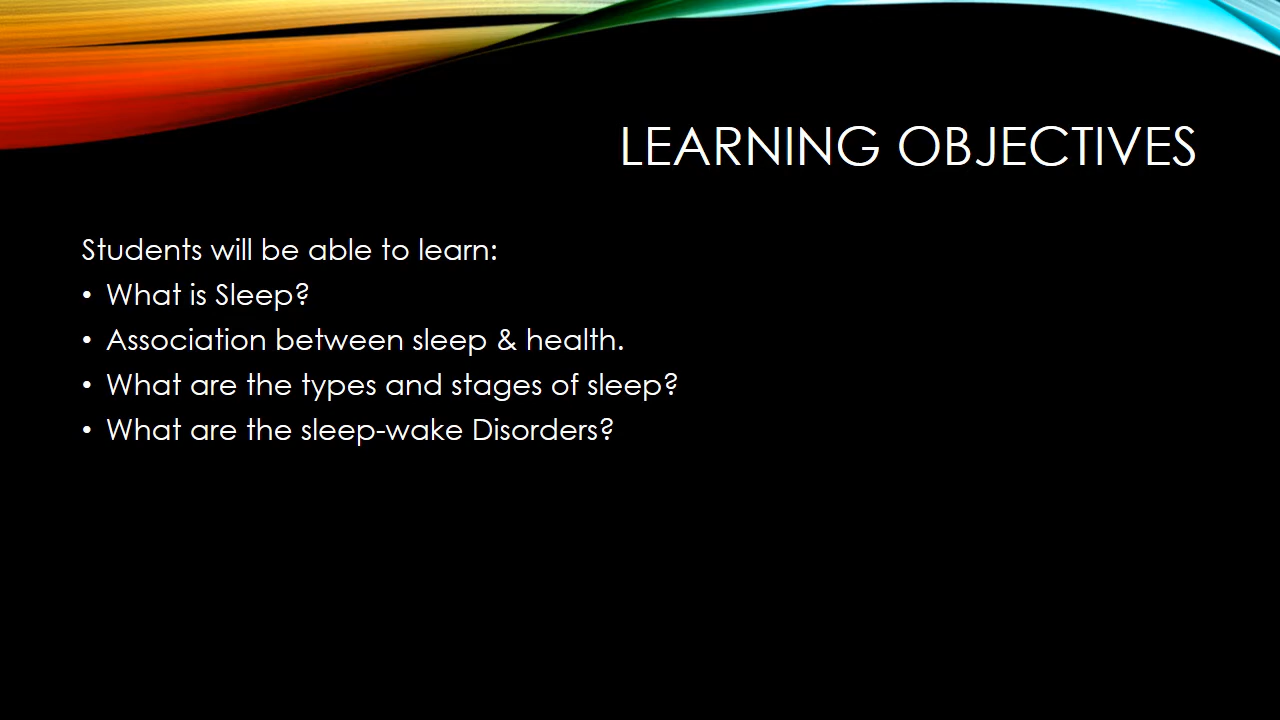 LEARNING OBJECTIVES
Students will be able to learn:
• What is Sleep?
• Association between sleep & health.
• What are the types and stages of sleep?
• What are the sleep-wake Disorders?